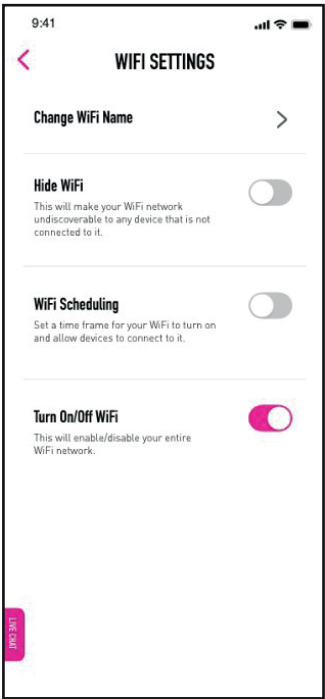 9:41
WIFI SETTINGS
Change WiFi Name
Hide WiFi
This will make your WiFi network
undiscoverable to any device that is not
connected to it.
WiFi Scheduling
Set a time frame for your WiFi to turn on
and allow devices to connect to it.
Turn On/Off WiFi
This will enable/disable your entire
WiFi network.
LIVE CHAT